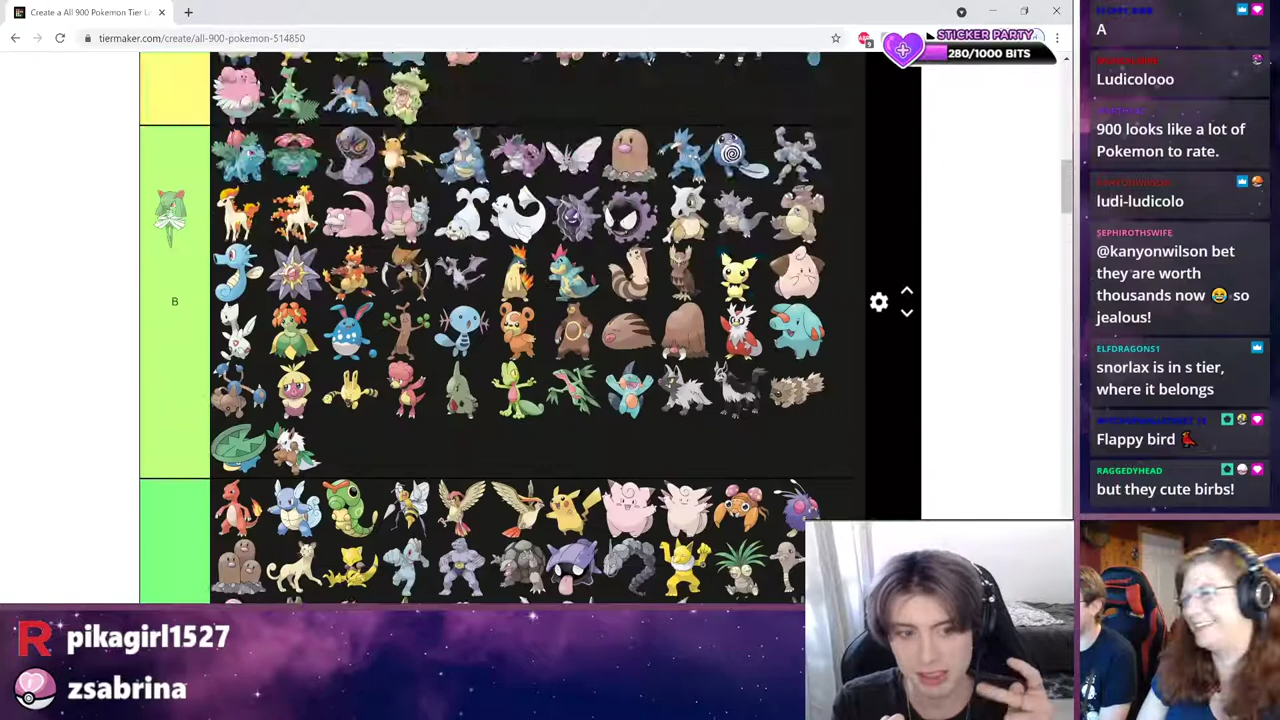 Create a All 900 Pokemon Tier Li
tiermaker.com/create/all-900-pokemon-514850
9
STICKER PARTY
280/1000 BITS
A
Ludicolooo
900 looks like a lot of
Pokemon to rate.
ludi-ludicolo
SEPHIROTHSWIFE
@kanyonwilson bet
they are worth
thousands now 😂 so
jealous!
ELFDRAGONS1
snorlax is in s tier,
where it belongs
Flappy bird
RAGGEDYHEAD
but they cute birbs!
B
R pikagirl1527
zsabrina